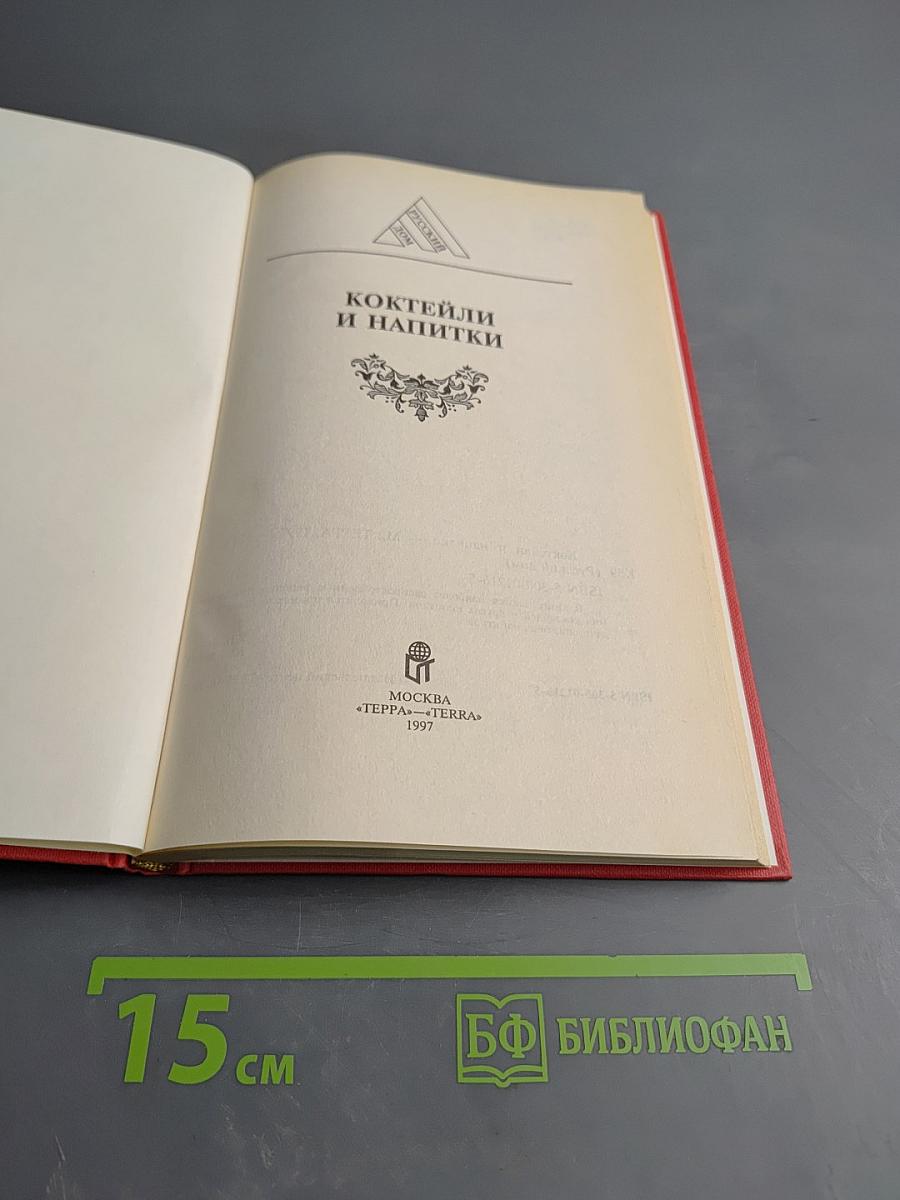 РУССКИЙ
ДОМ
КОКТЕЙЛИ
И НАПИТКИ
МОСКВА
«ТЕРРА»—«TERRA»
1997
15 см
БФ БИБЛИОФАН